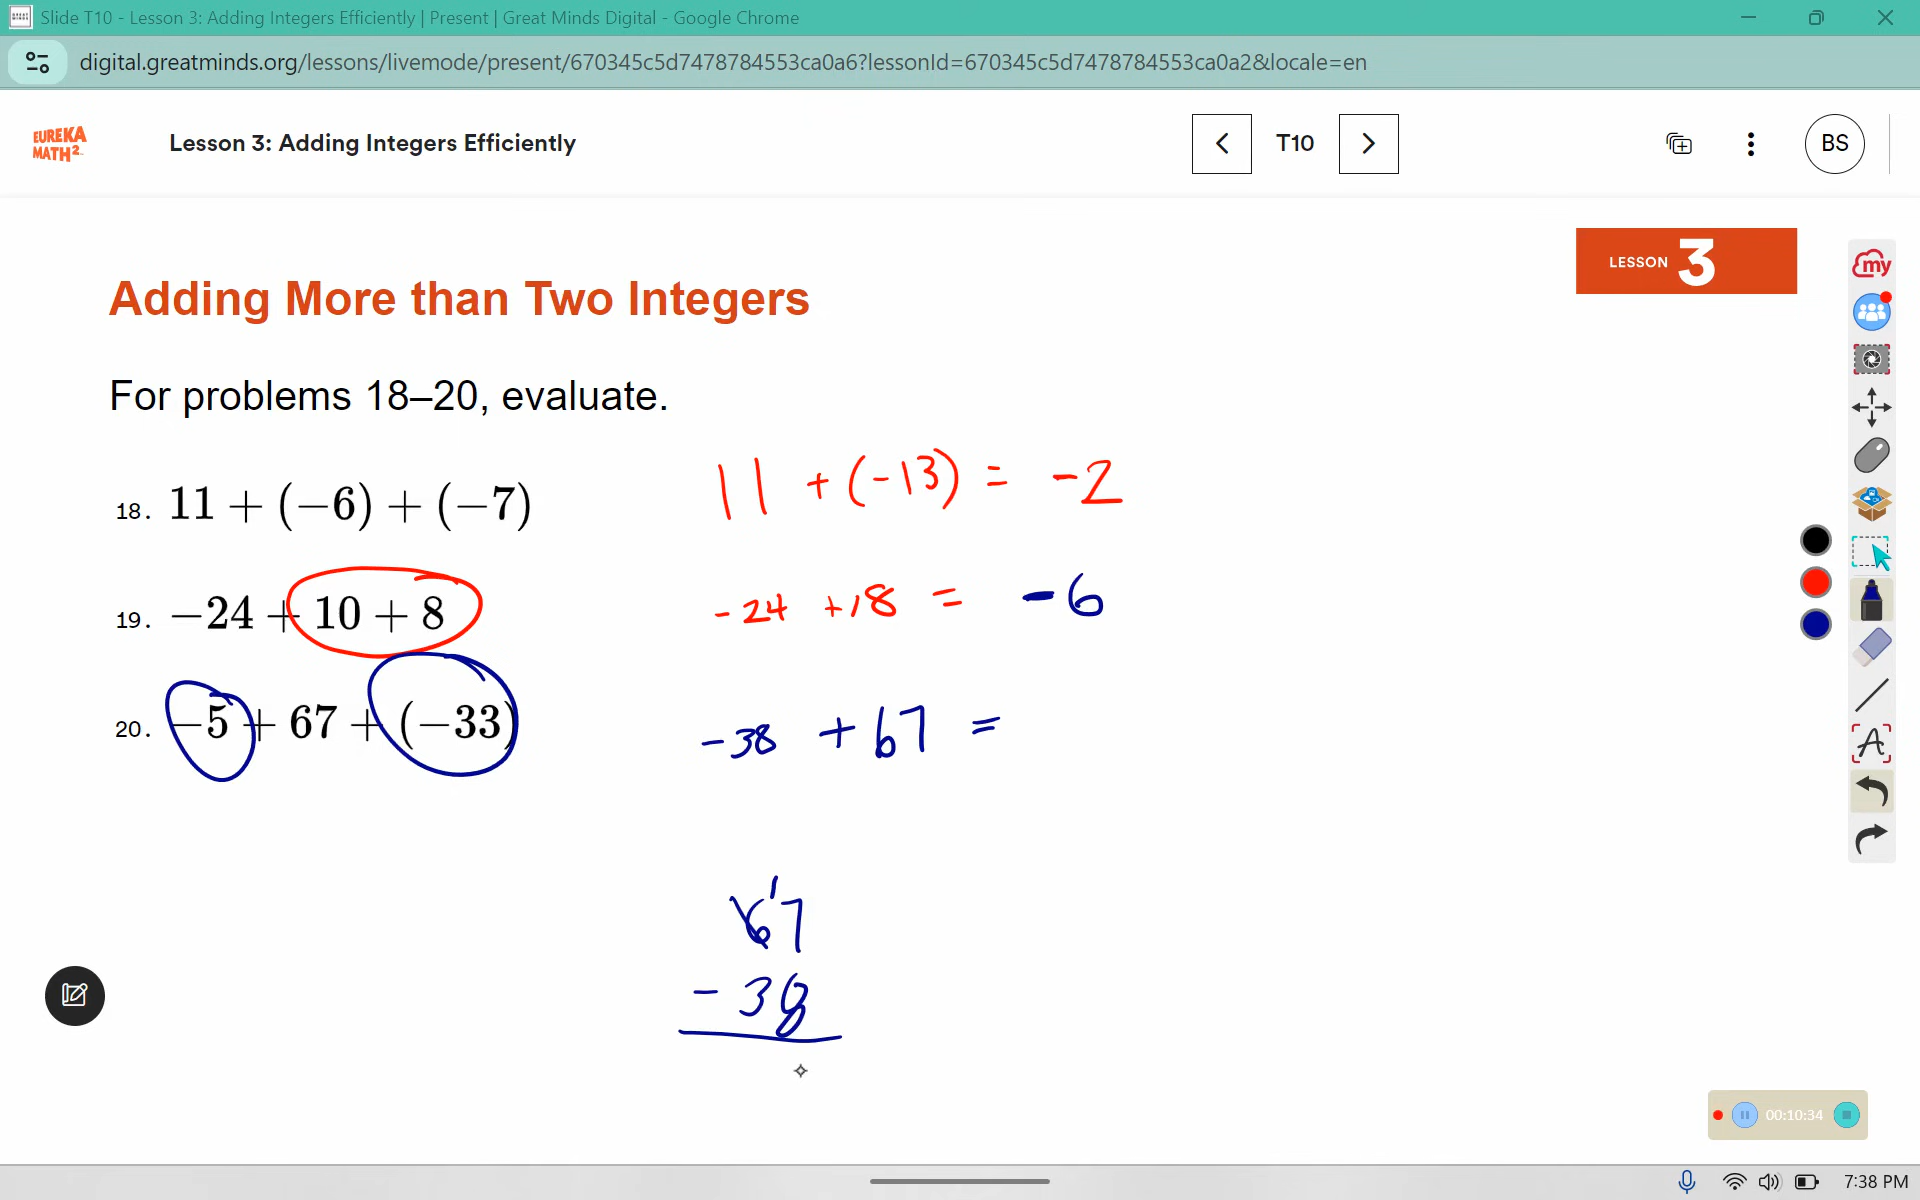 Slide T10 - Lesson 3: Adding Integers Efficiently | Present | Great Minds Digital - Google Chrome
digital.greatminds.org/lessons/livemode/present/670345c5d7478784553ca0a6?lessonId=670345c5d7478784553ca0a2&locale=en
EUREKA MATH²
Lesson 3: Adding Integers Efficiently
T10
BS
LESSON 3
my
Adding More than Two Integers
For problems 18–20, evaluate.
18. 11 + (−6) + (−7)
11 + (-13) = -2
19. −24 + 10 + 8
-24 +18 = -6
20. −5 + 67 + (−33)
-38 +67 =
A
1
67
- 38
00:10:34
7:38 PM